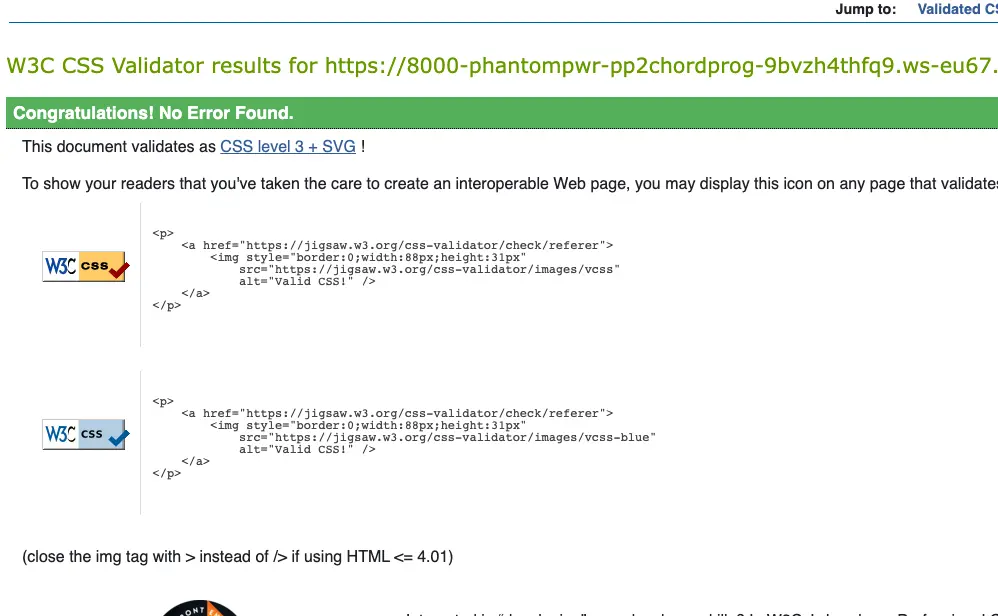 Jump to: Validated CS
W3C CSS Validator results for https://8000-phantompwr-pp2chordprog-9bvzh4thfq9.ws-eu67.
Congratulations! No Error Found.
This document validates as CSS level 3 + SVG !
To show your readers that you've taken the care to create an interoperable Web page, you may display this icon on any page that validates
<p>
<a href="https://jigsaw.w3.org/css-validator/check/referer">
<img style="border:0;width:88px;height:31px"
W3C css
src="https://jigsaw.w3.org/css-validator/images/vcss"
alt="Valid CSS!" />
</a>
</p>
<p>
<a href="https://jigsaw.w3.org/css-validator/check/referer">
<img style="border:0;width:88px;height:31px"
W3C css
src="https://jigsaw.w3.org/css-validator/images/vcss-blue"
alt="Valid CSS!" />
</a>
</p>
(close the img tag with > instead of /> if using HTML <= 4.01)